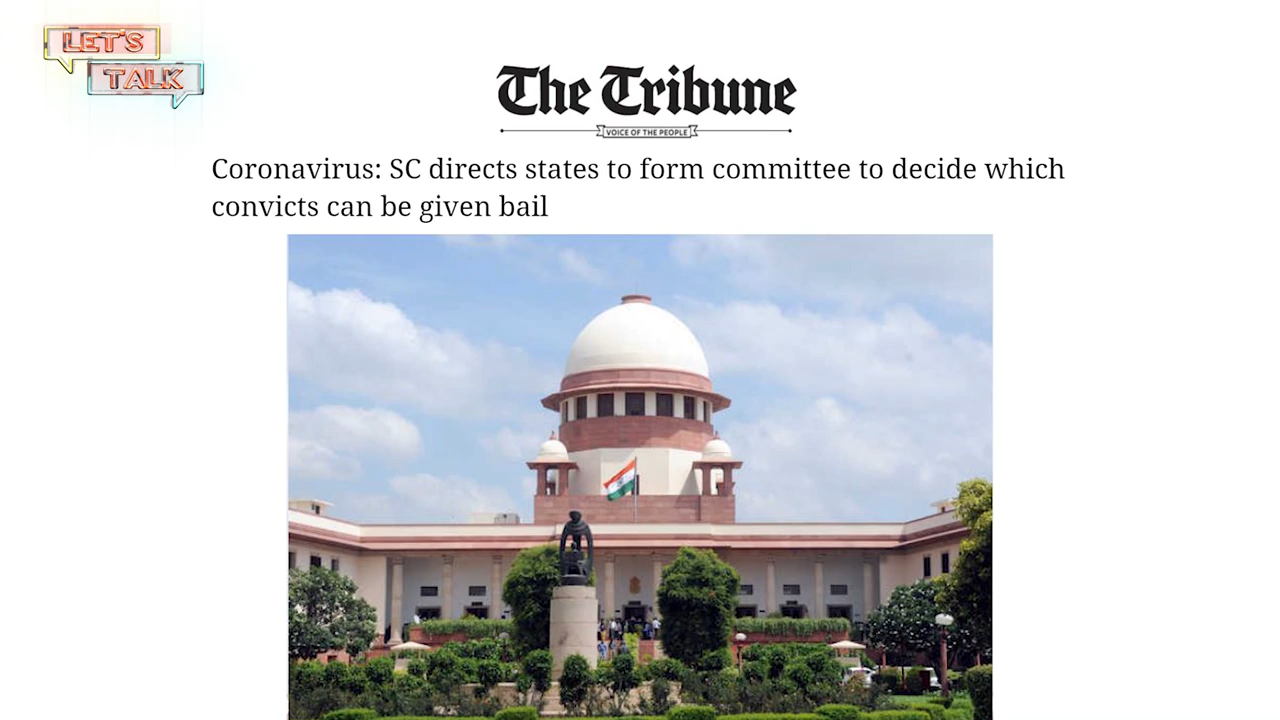 LET'S
TALK
The Tribune
VOICE OF THE PEOPLE
Coronavirus: SC directs states to form committee to decide which
convicts can be given bail